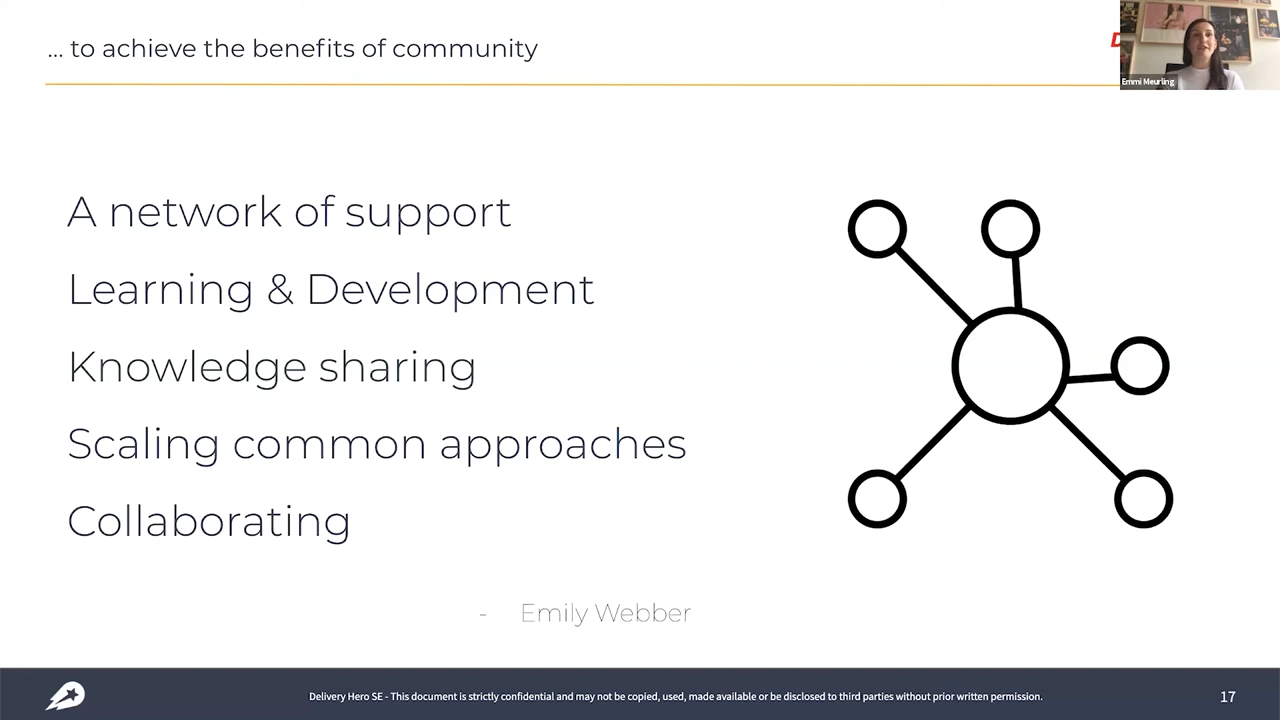 ... to achieve the benefits of community
D
Emmi Meurling
A network of support
Learning & Development
Knowledge sharing
Scaling common approaches
Collaborating
- Emily Webber
Delivery Hero SE - This document is strictly confidential and may not be copied, used, made available or be disclosed to third parties without prior written permission.
17